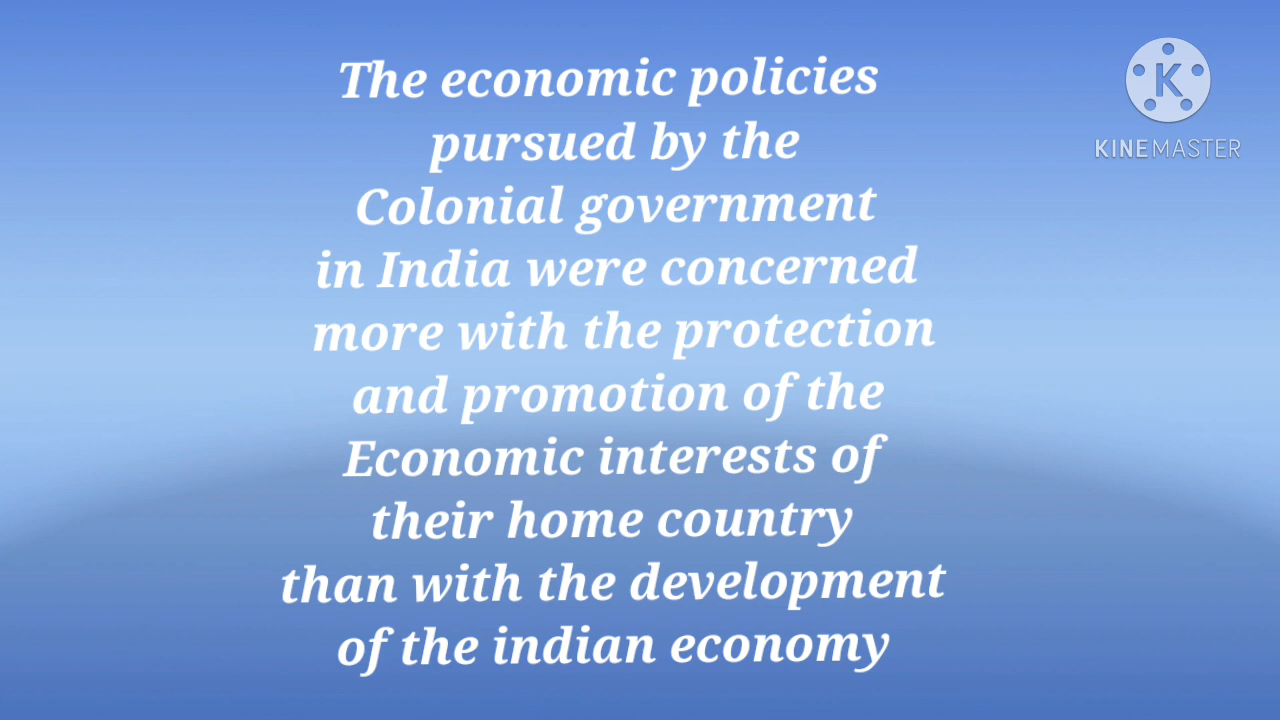 The economic policies
pursued by the
Colonial government
in India were concerned
more with the protection
and promotion of the
Economic interests of
their home country
than with the development
of the indian economy
K
KINEMASTER